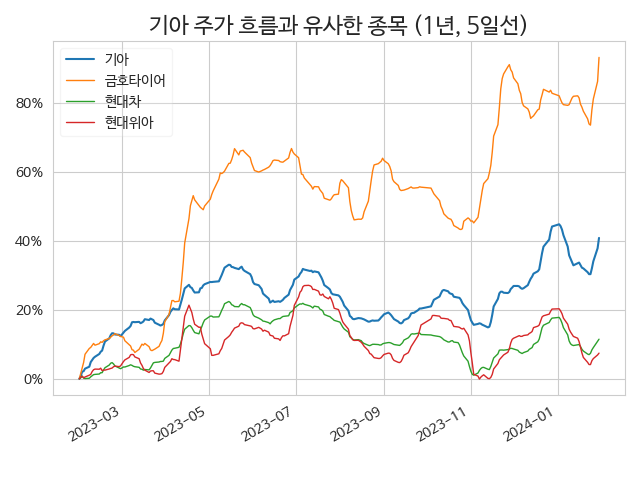 기아 주가 흐름과 유사한 종목 (1년, 5일선)
기아
금호타이어
현대차
현대위아
80%
60%
40%
20%
0%
2023-03
2023-05
2023-07
2023-09
2023-11
2024-01